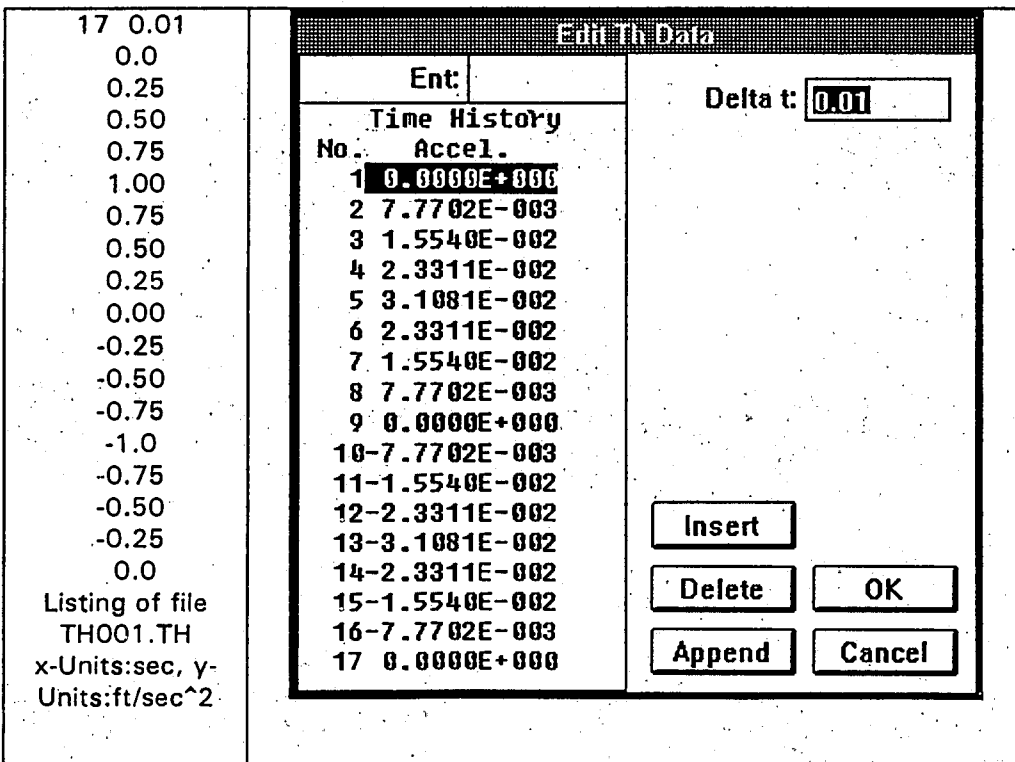 17 0.01
0.0
0.25
0.50
0.75
1.00
0.75
0.50
0.25
0.00
-0.25
-0.50
-0.75
-1.0
-0.75
-0.50
-0.25
0.0
Listing of file
TH001.TH
x-Units:sec, y-
Units:ft/sec^2
Edit Th Data
Ent:
Delta t: 0.01
Time History
No. Accel.
1 0.0000E+000
2 7.7702E-003
3 1.5540E-002
4 2.3311E-002
5 3.1081E-002
6 2.3311E-002
7 1.5540E-002
8 7.7702E-003
9 0.0000E+000
10-7.7702E-003
11-1.5540E-002
12-2.3311E-002
13-3.1081E-002
14-2.3311E-002
15-1.5540E-002
16-7.7702E-003
17 0.0000E+000
Insert
Delete OK
Append Cancel